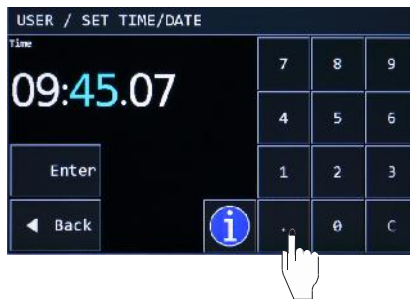 USER / SET TIME/DATE
Time
09:45.07
7 8 9
4 5 6
Enter
1 2 3
◀ Back
i
. 0 C